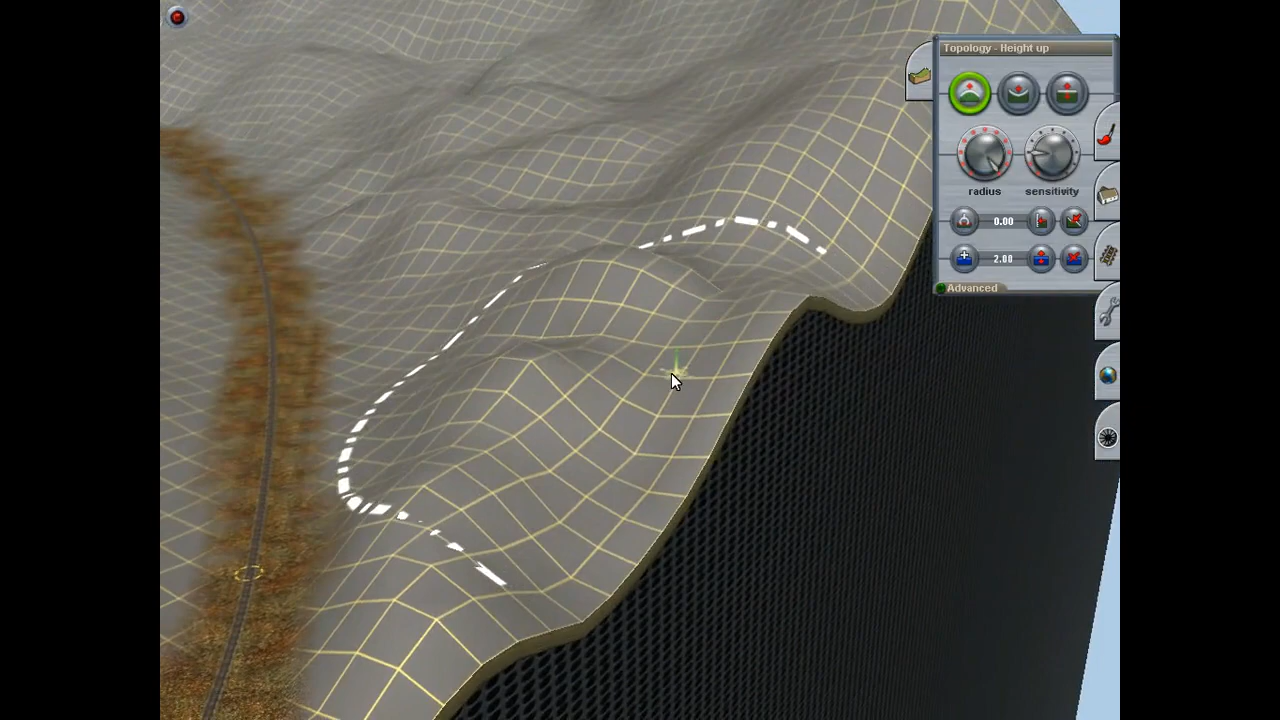 Topology - Height up
radius sensitivity
0.00
2.00
Advanced